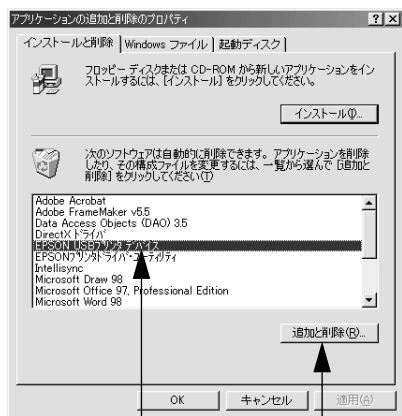 アプリケーションの追加と削除のプロパティ
? ×
インストールと削除 Windows ファイル 起動ディスク
フロッピー ディスクまたは CD-ROM から新しいアプリケーションをイン
ストールするには、[インストール] をクリックしてください。
インストール(I)...
次のソフトウェアは自動的に削除できます。アプリケーションを削除
したり、その構成ファイルを変更するには、一覧から選んで [追加と
削除] をクリックしてください(T)
Adobe Acrobat
Adobe FrameMaker v5.5
Data Access Objects (DAO) 3.5
DirectX ドライバ
EPSON USBプリンタ デバイス
EPSONプリンタドライバ・ユーティリティ
Intellisync
Microsoft Draw 98
Microsoft Office 97, Professional Edition
Microsoft Word 98
追加と削除(R)...
OK キャンセル 適用(A)